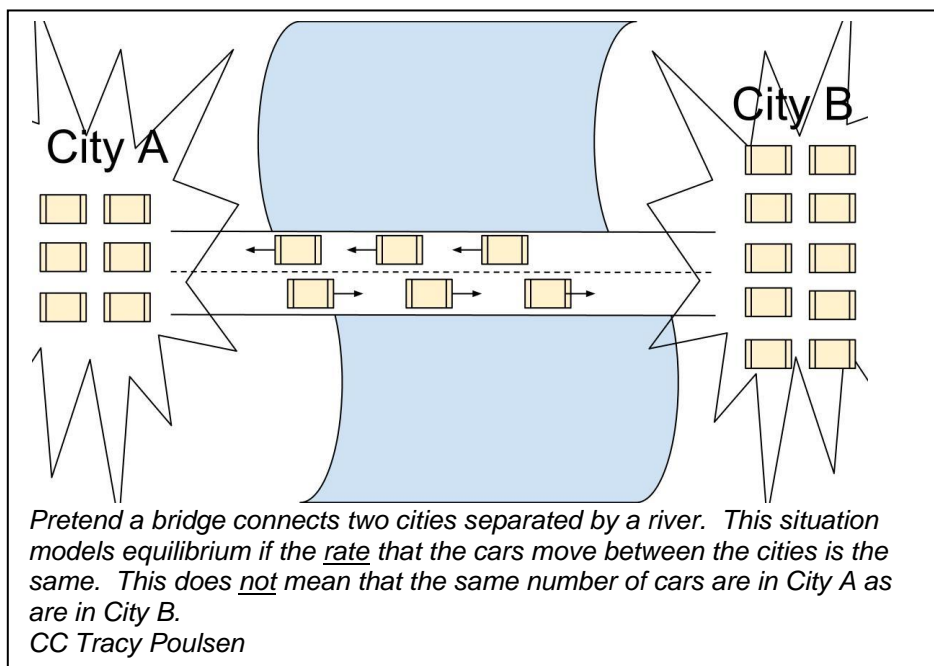 City A
City B
Pretend a bridge connects two cities separated by a river.  This situation
models equilibrium if the rate that the cars move between the cities is the
same.  This does not mean that the same number of cars are in City A as
are in City B.
CC Tracy Poulsen